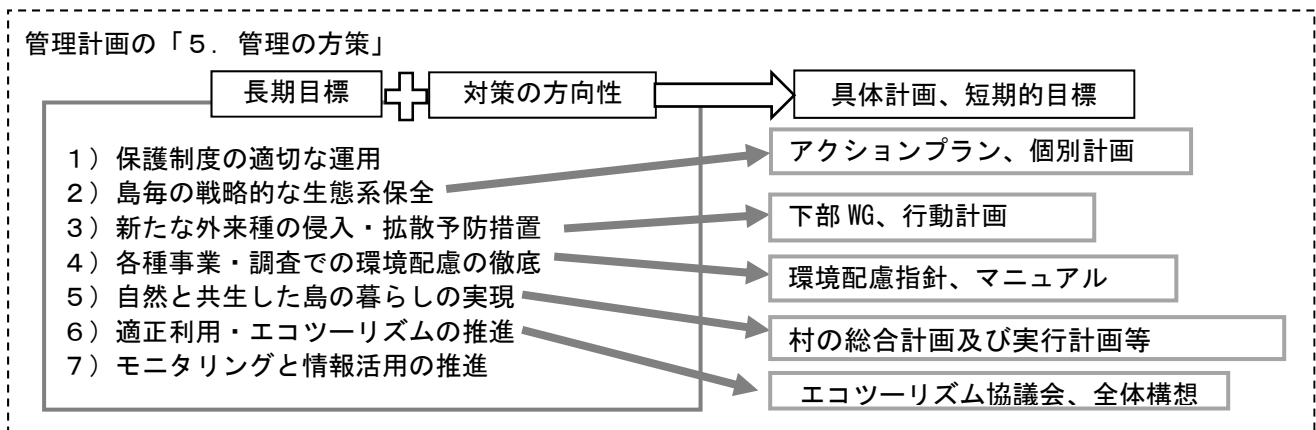 管理計画の「５．管理の方策」
長期目標
対策の方向性
具体計画、短期的目標
１）保護制度の適切な運用
２）島毎の戦略的な生態系保全
３）新たな外来種の侵入・拡散予防措置
４）各種事業・調査での環境配慮の徹底
５）自然と共生した島の暮らしの実現
６）適正利用・エコツーリズムの推進
７）モニタリングと情報活用の推進
アクションプラン、個別計画
下部 WG、行動計画
環境配慮指針、マニュアル
村の総合計画及び実行計画等
エコツーリズム協議会、全体構想